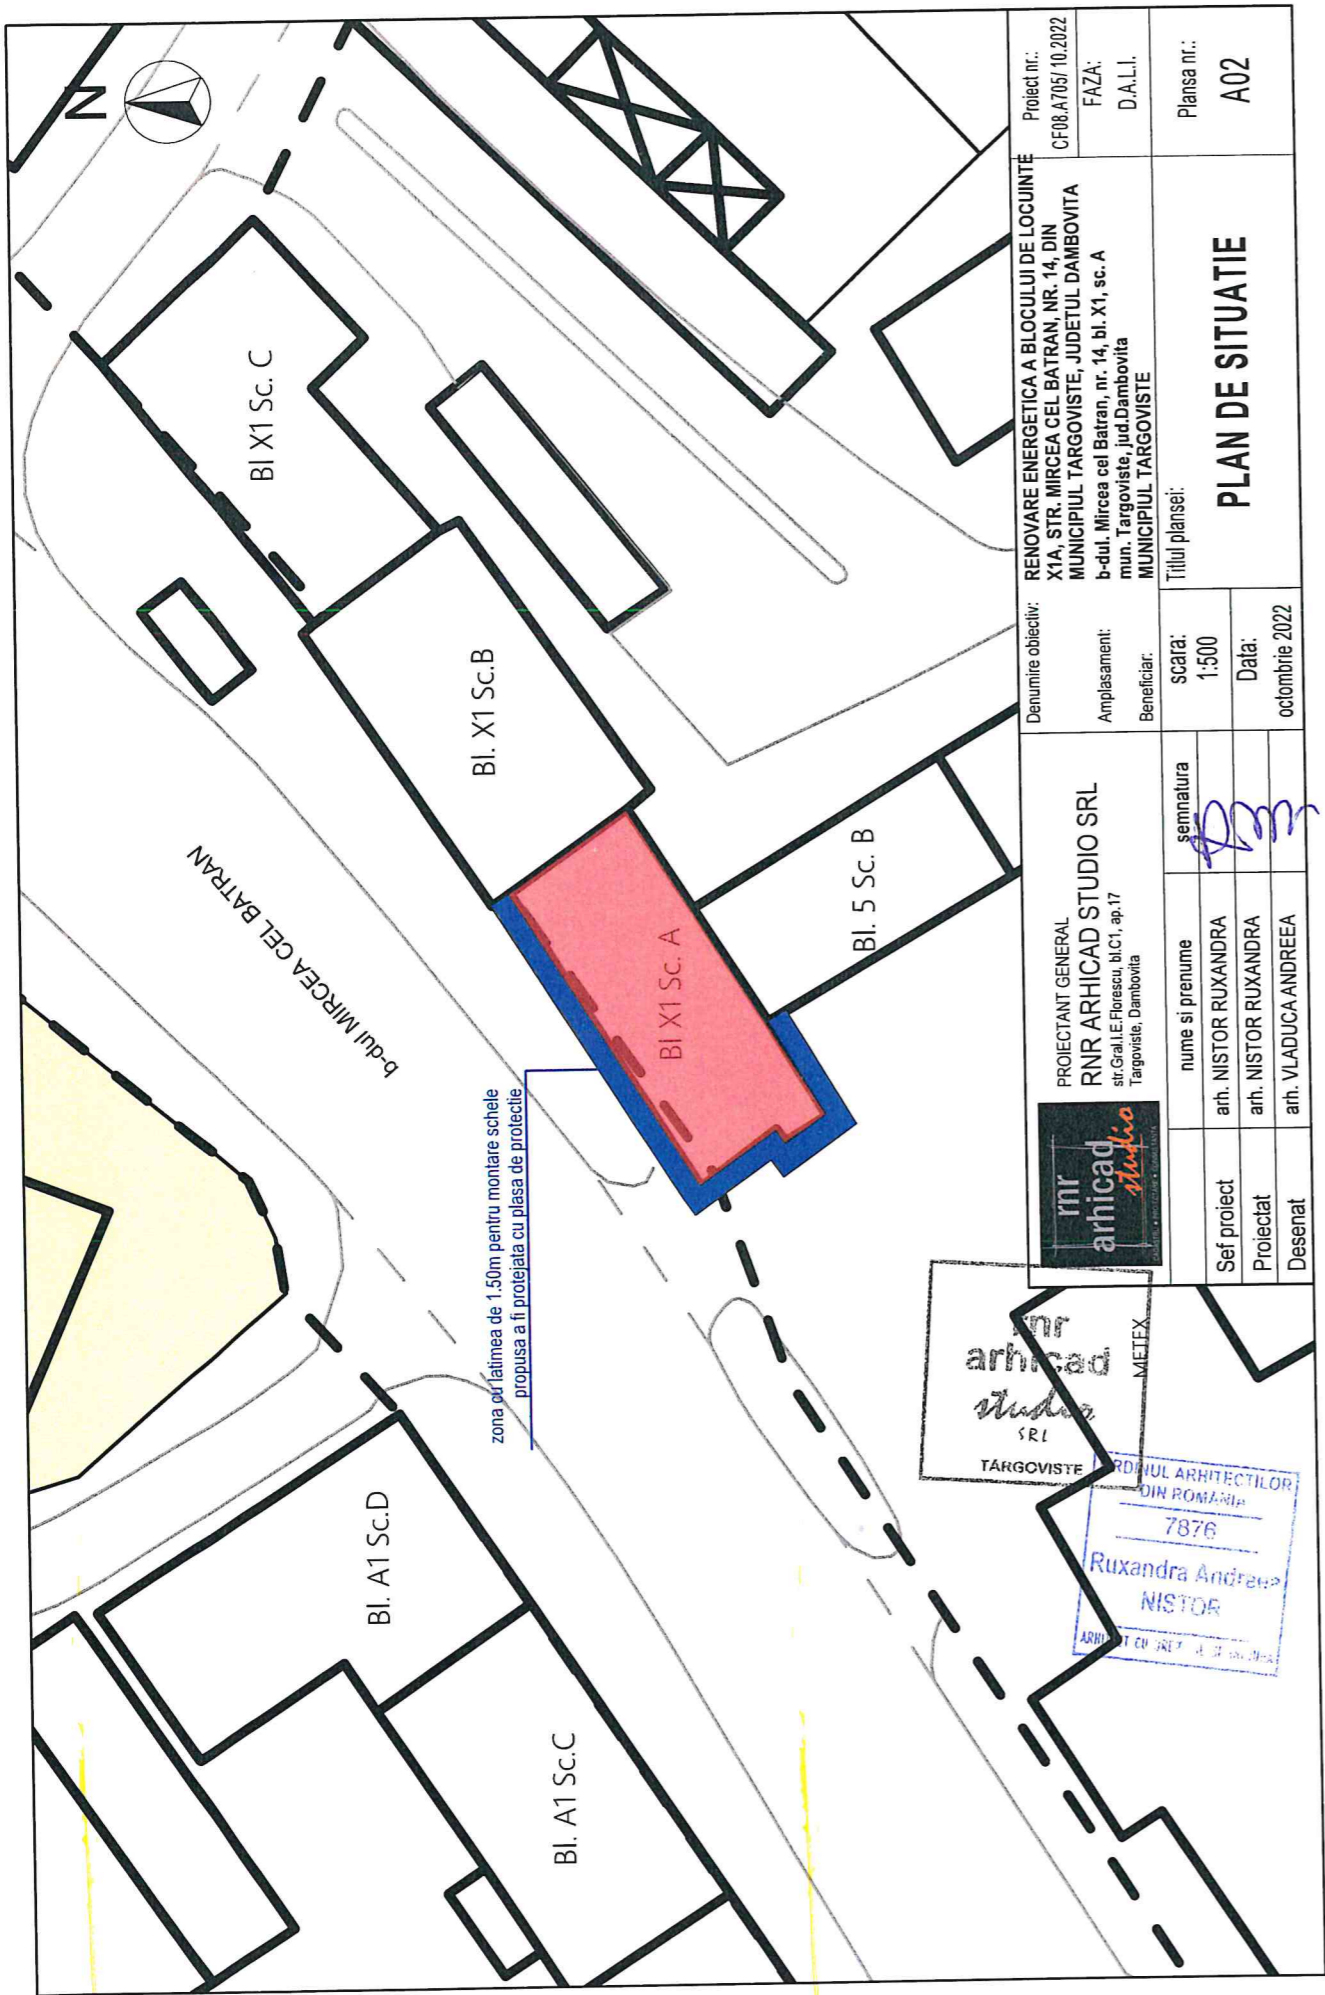 N
Bl X1 Sc. C
Bl. X1 Sc.B
Bl X1 Sc. A
Bl. 5 Sc. B
b-dul MIRCEA CEL BATRAN
zona cu latimea de 1.50m pentru montare schele
propusa a fi protejata cu plasa de protectie
Bl. A1 Sc.D
Bl. A1 Sc.C
METEX
rnr
arhicad
studio
SRL
TARGOVISTE
ORDINUL ARHITECTILOR
DIN ROMANIA
7876
Ruxandra Andreea
NISTOR
rnr
arhicad
studio
PROIECTANT GENERAL
RNR ARHICAD STUDIO SRL
str.Gral.I.E.Florescu, bl.C1, ap.17
Targoviste, Dambovita
nume si prenume
semnatura
Sef proiect
arh. NISTOR RUXANDRA
Proiectat
arh. NISTOR RUXANDRA
Desenat
arh. VLADUCA ANDREEA
Denumire obiectiv:
RENOVARE ENERGETICA A BLOCULUI DE LOCUINTE
X1A, STR. MIRCEA CEL BATRAN, NR. 14, DIN
MUNICIPIUL TARGOVISTE, JUDETUL DAMBOVITA
Amplasament:
b-dul. Mircea cel Batran, nr. 14, bl. X1, sc. A
mun. Targoviste, jud.Dambovita
Beneficiar:
MUNICIPIUL TARGOVISTE
scara:
1:500
Data:
octombrie 2022
Titlul plansei:
PLAN DE SITUATIE
Proiect nr.:
CF08.A705/ 10.2022
FAZA:
D.A.L.I.
Plansa nr.:
A02